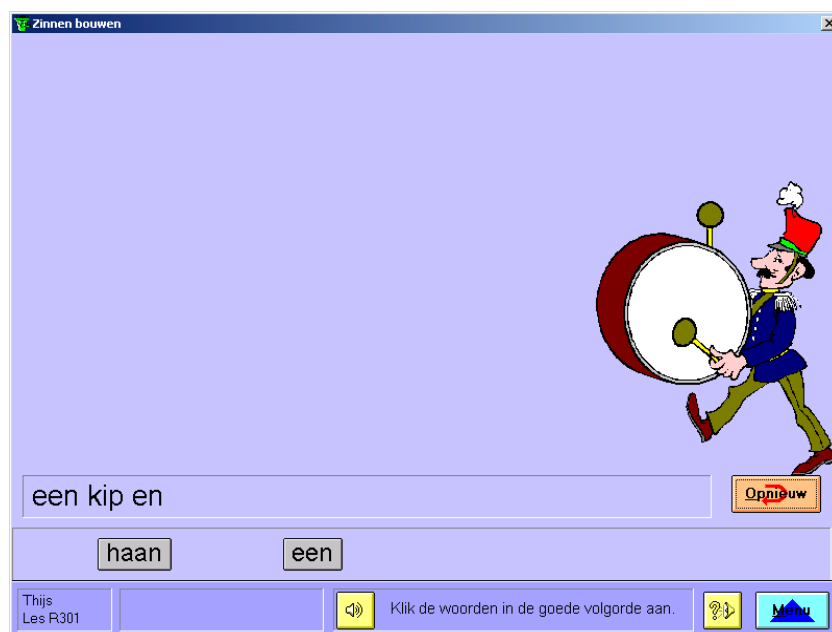 Zinnen bouwen
een kip en
Opnieuw
haan een
Thijs
Les R301
Klik de woorden in de goede volgorde aan.
Menu